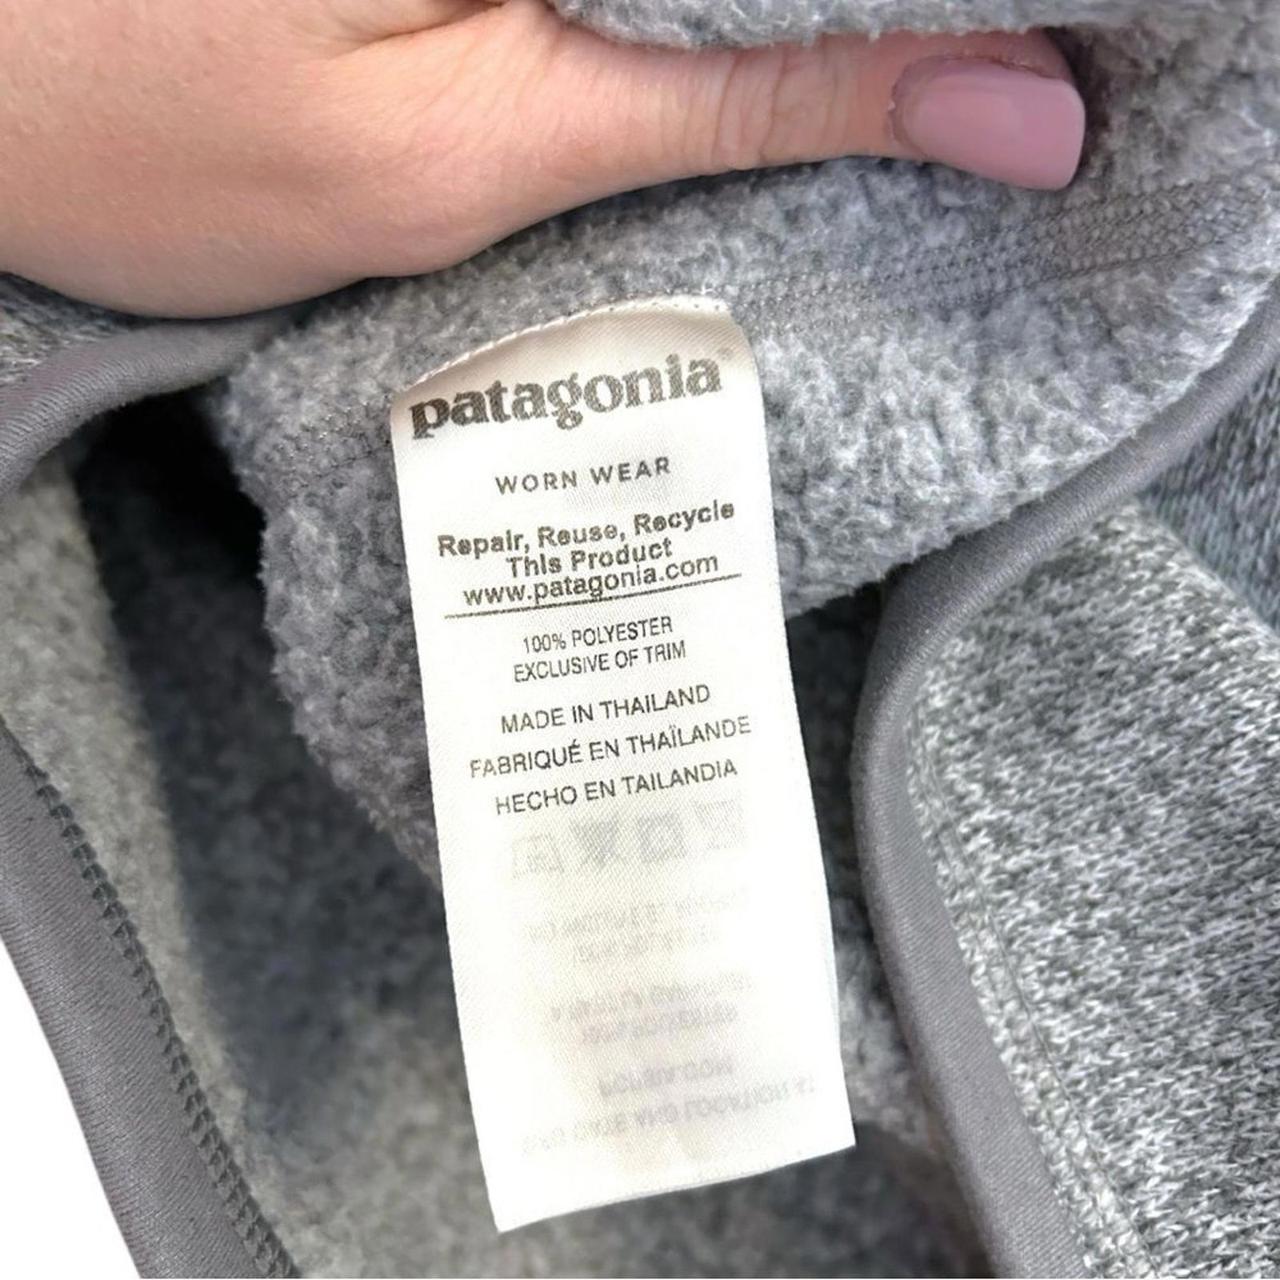 patagonia®
WORN WEAR
Repair, Reuse, Recycle
This Product
www.patagonia.com
100% POLYESTER
EXCLUSIVE OF TRIM
MADE IN THAILAND
FABRIQUÉ EN THAÏLANDE
HECHO EN TAILANDIA